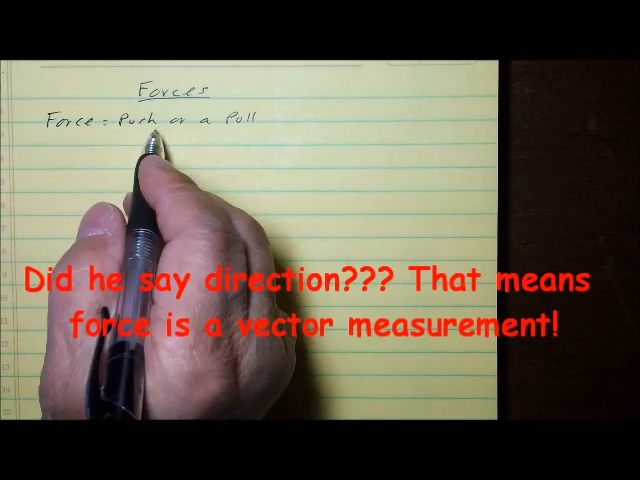 Forces
Force = Push or a Pull
Did he say direction??? That means
force is a vector measurement!